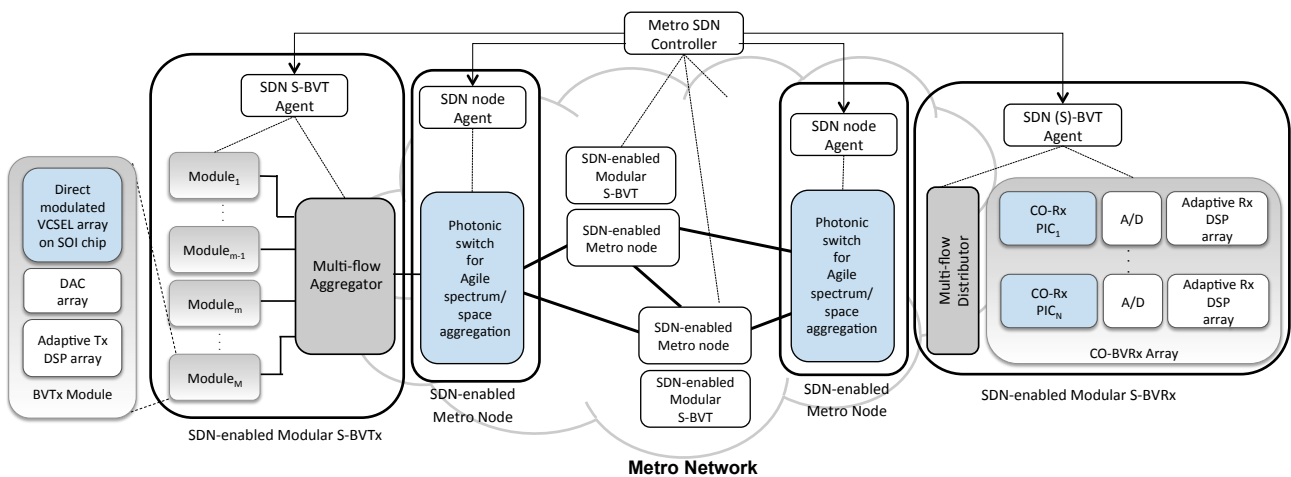 Metro SDN
Controller
SDN S-BVT
Agent
SDN node
Agent
SDN node
Agent
SDN (S)-BVT
Agent
Direct
modulated
VCSEL array
on SOI chip
DAC
array
Adaptive Tx
DSP array
BVTx Module
Module1
Modulem-1
Modulem
ModuleM
Multi-flow
Aggregator
SDN-enabled Modular S-BVTx
Photonic
switch
for
Agile
spectrum/
space
aggregation
SDN-enabled
Metro Node
SDN-enabled
Modular
S-BVT
SDN-enabled
Metro node
SDN-enabled
Metro node
SDN-enabled
Modular
S-BVT
Photonic
switch
for
Agile
spectrum/
space
aggregation
SDN-enabled
Metro Node
Multi-flow
Distributor
CO-Rx
PIC1
A/D
Adaptive Rx
DSP
array
CO-Rx
PICN
A/D
Adaptive Rx
DSP
array
CO-BVRx Array
SDN-enabled Modular S-BVRx
Metro Network